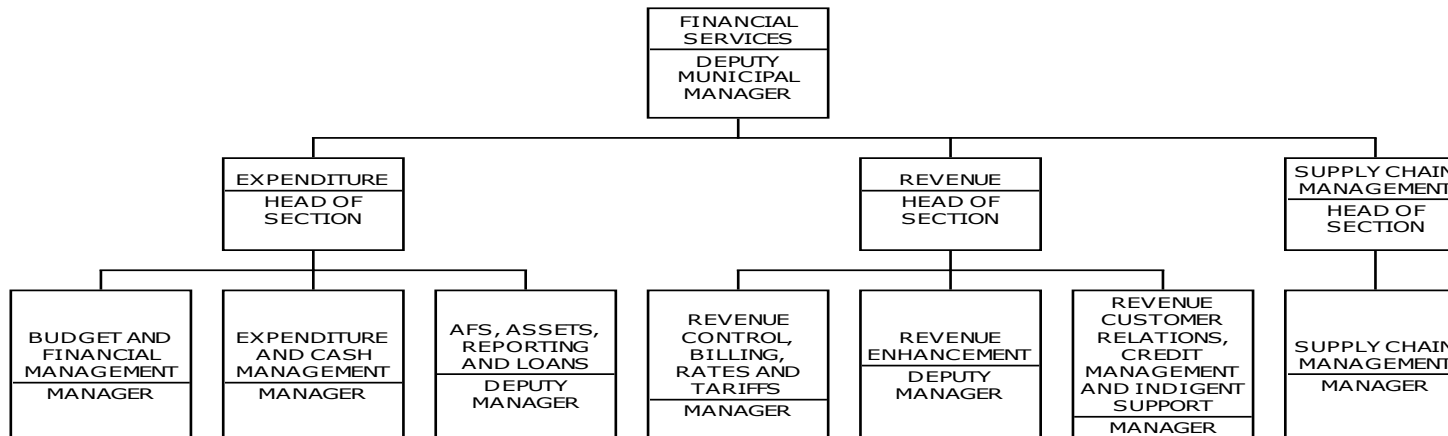 FINANCIAL
SERVICES
DEPUTY
MUNICIPAL
MANAGER
EXPENDITURE
HEAD OF
SECTION
REVENUE
HEAD OF
SECTION
SUPPLY CHAIN
MANAGEMENT
HEAD OF
SECTION
BUDGET AND
FINANCIAL
MANAGEMENT
MANAGER
EXPENDITURE
AND CASH
MANAGEMENT
MANAGER
AFS, ASSETS,
REPORTING
AND LOANS
DEPUTY
MANAGER
REVENUE
CONTROL,
BILLING,
RATES AND
TARIFFS
MANAGER
REVENUE
ENHANCEMENT
DEPUTY
MANAGER
REVENUE
CUSTOMER
RELATIONS,
CREDIT
MANAGEMENT
AND INDIGENT
SUPPORT
MANAGER
SUPPLY CHAIN
MANAGEMENT
MANAGER